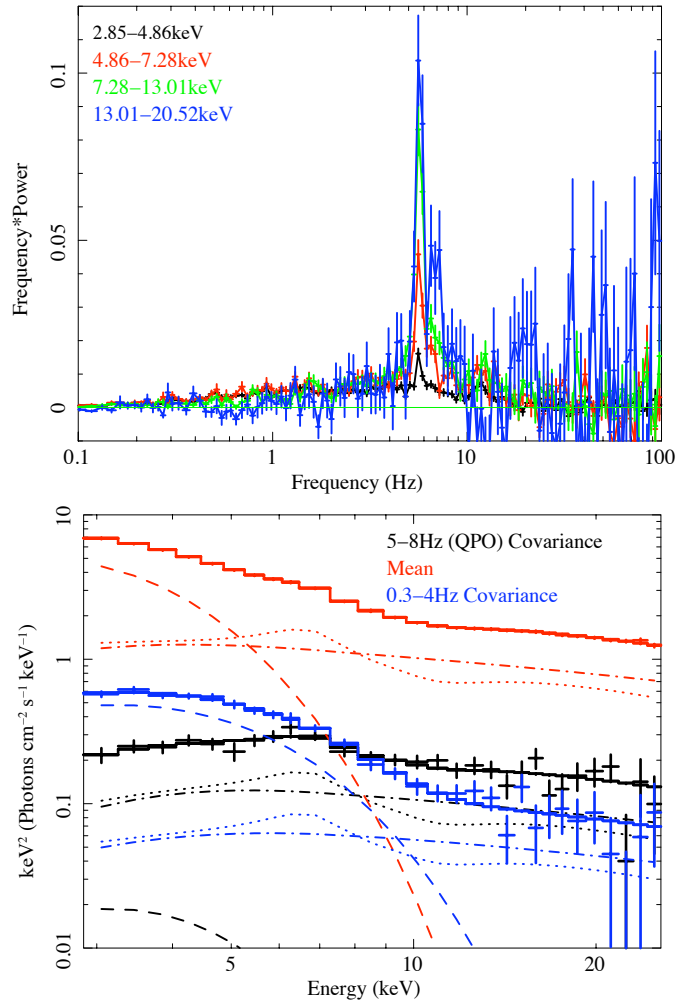 2.85–4.86keV
4.86–7.28keV
7.28–13.01keV
13.01–20.52keV
Frequency*Power
0.1
0.05
0
0.1 1 10 100
Frequency (Hz)
5–8Hz (QPO) Covariance
Mean
0.3–4Hz Covariance
keV² (Photons cm⁻² s⁻¹ keV⁻¹)
10
1
0.1
0.01
5 10 20
Energy (keV)